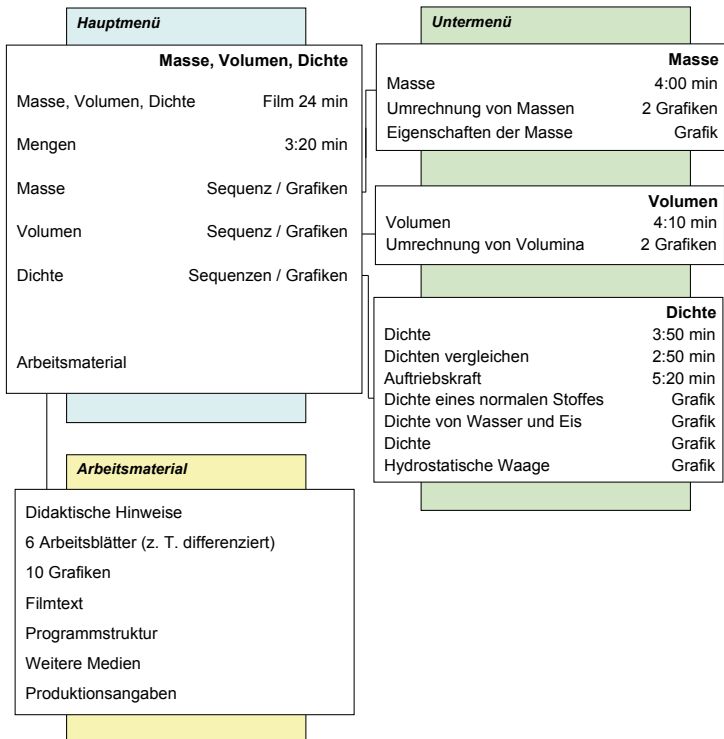 Hauptmenü
Masse, Volumen, Dichte
Masse, Volumen, Dichte Film 24 min
Mengen 3:20 min
Masse Sequenz / Grafiken
Volumen Sequenz / Grafiken
Dichte Sequenzen / Grafiken
Arbeitsmaterial
Untermenü
Masse
Masse 4:00 min
Umrechnung von Massen 2 Grafiken
Eigenschaften der Masse Grafik
Volumen
Volumen 4:10 min
Umrechnung von Volumina 2 Grafiken
Dichte
Dichte 3:50 min
Dichten vergleichen 2:50 min
Auftriebskraft 5:20 min
Dichte eines normalen Stoffes Grafik
Dichte von Wasser und Eis Grafik
Dichte Grafik
Hydrostatische Waage Grafik
Arbeitsmaterial
Didaktische Hinweise
6 Arbeitsblätter (z. T. differenziert)
10 Grafiken
Filmtext
Programmstruktur
Weitere Medien
Produktionsangaben